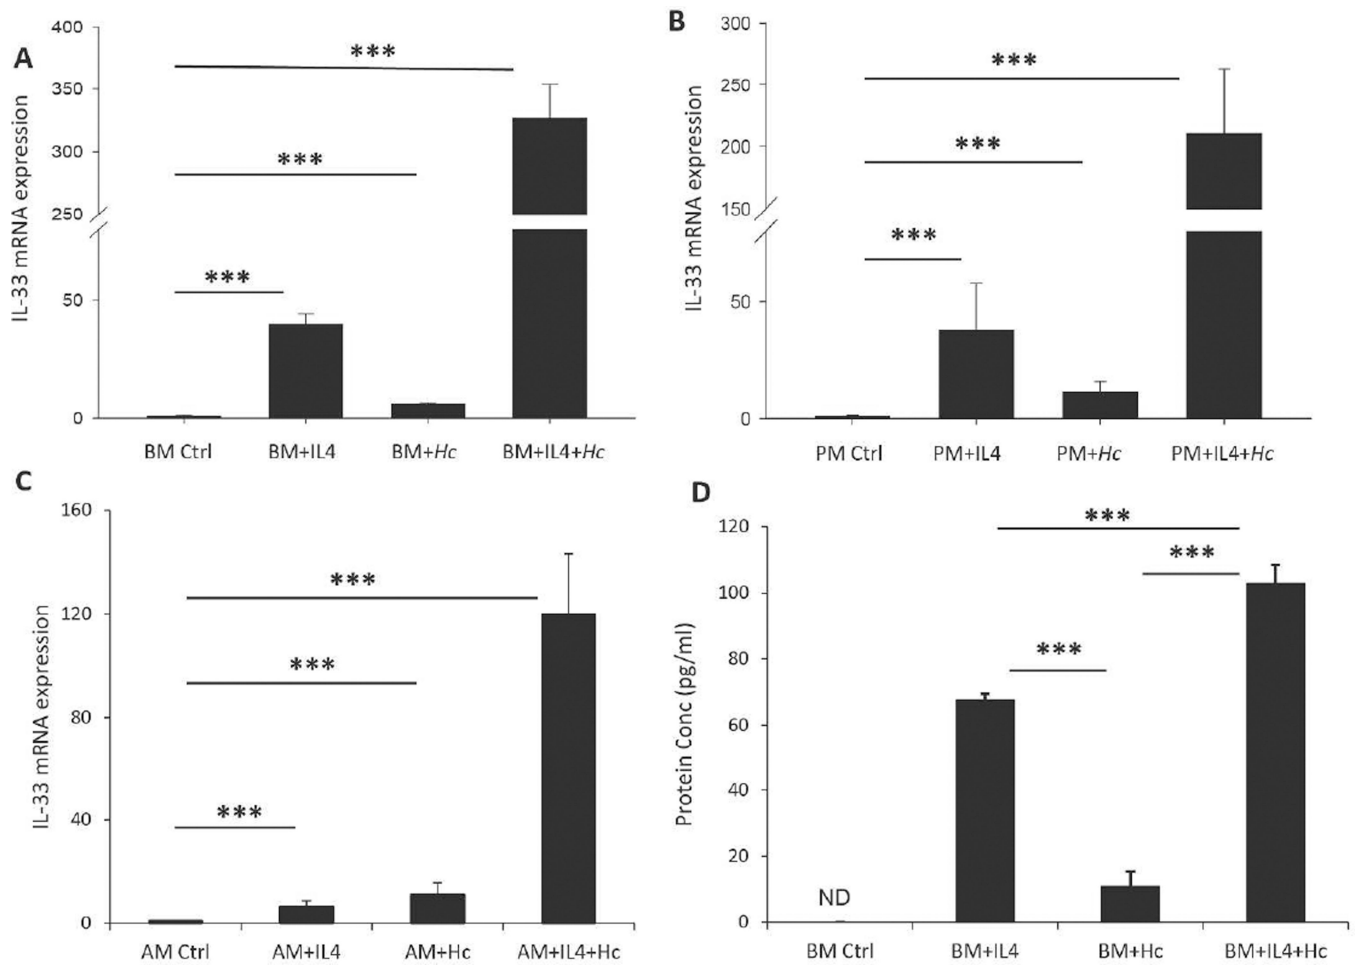 A
IL-33 mRNA expression
400
350
300
250
50
0
***
***
***
BM Ctrl BM+IL4 BM+Hc BM+IL4+Hc
B
IL-33 mRNA expression
300
250
200
150
50
0
***
***
***
PM Ctrl PM+IL4 PM+Hc PM+IL4+Hc
C
IL-33 mRNA expression
160
120
80
40
0
***
***
***
AM Ctrl AM+IL4 AM+Hc AM+IL4+Hc
D
Protein Conc (pg/ml)
120
100
80
60
40
20
0
***
***
***
ND
BM Ctrl BM+IL4 BM+Hc BM+IL4+Hc